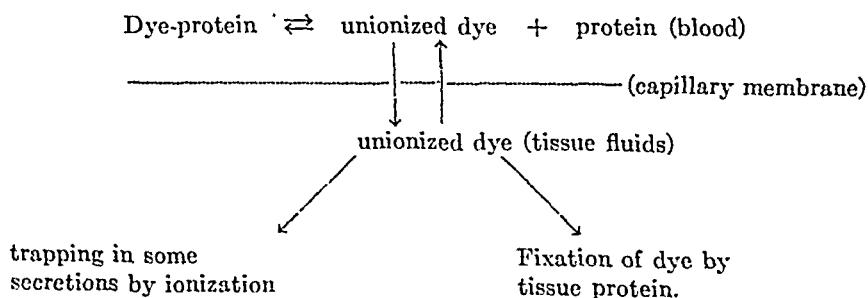 Dye-protein ⇄ unionized dye + protein (blood)
(capillary membrane)
unionized dye (tissue fluids)
trapping in some
secretions by ionization
Fixation of dye by
tissue protein.